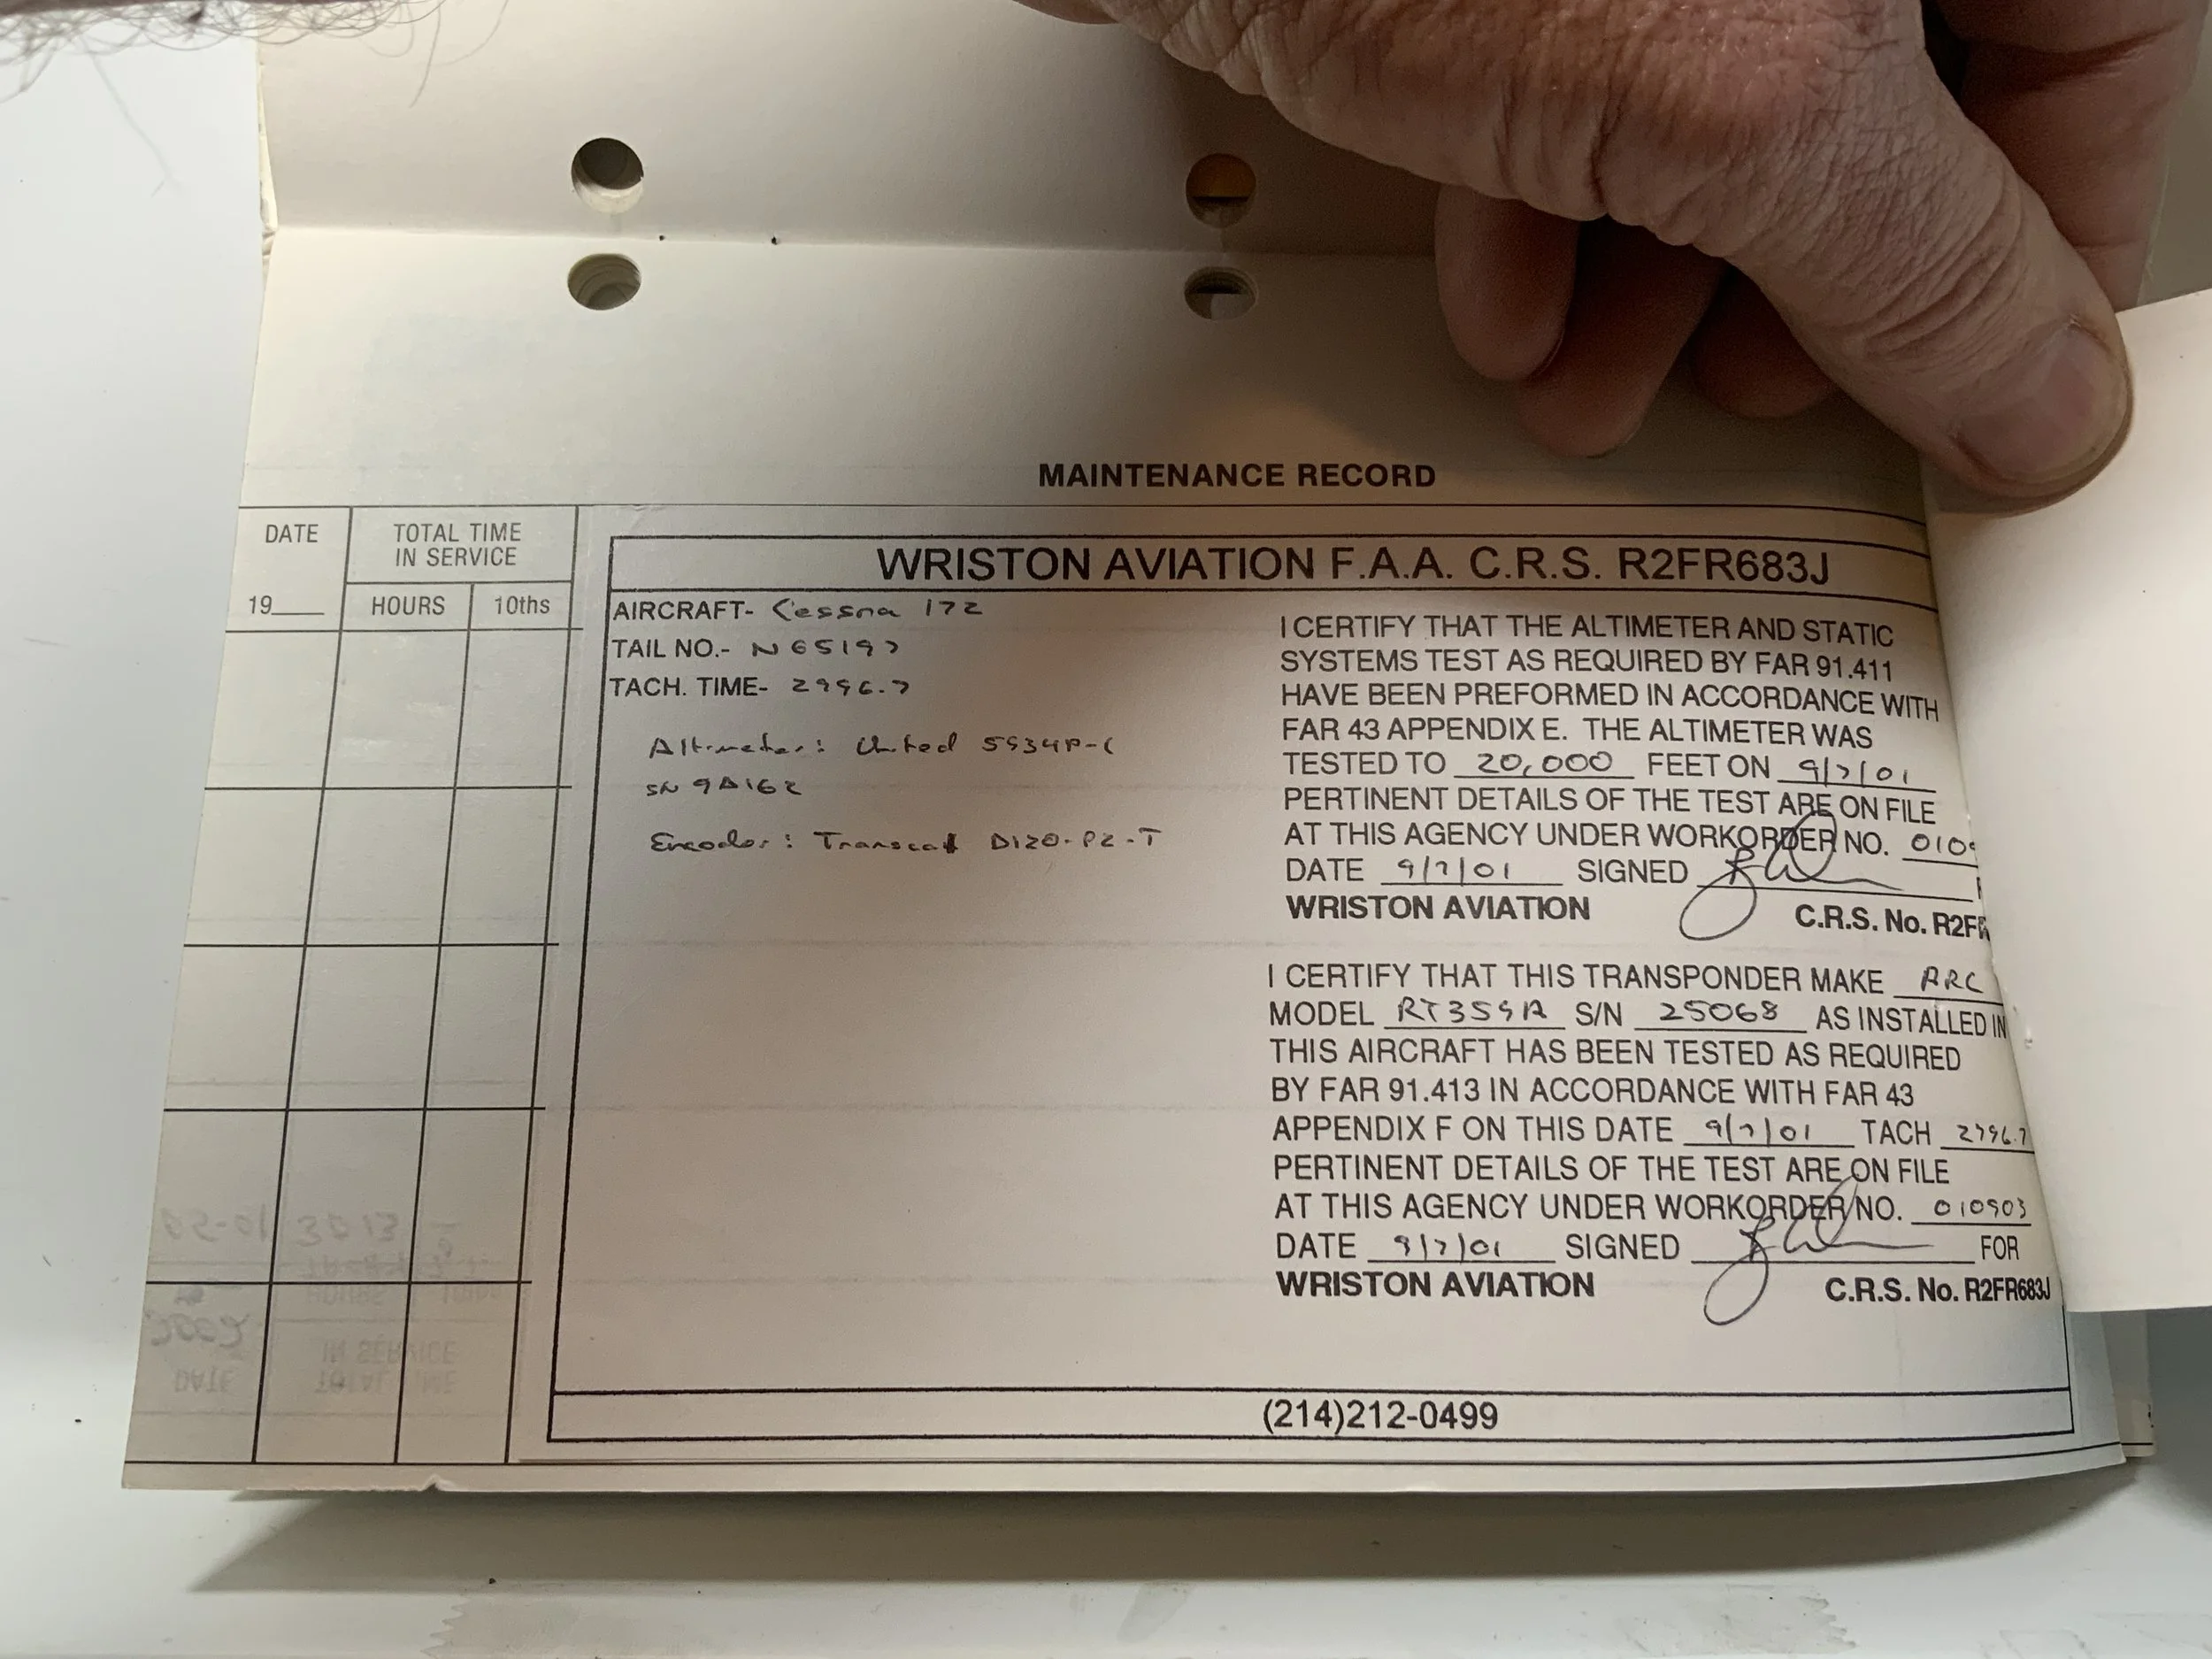 MAINTENANCE RECORD
DATE
19
TOTAL TIME
IN SERVICE
HOURS 10ths
WRISTON AVIATION F.A.A. C.R.S. R2FR683J
AIRCRAFT- Cessna 172
TAIL NO.- N65197
TACH. TIME- 2996.7
Altimeter: United 5934P-
SN 9A162
Encoder: Transcal D120-P2-T
I CERTIFY THAT THE ALTIMETER AND STATIC
SYSTEMS TEST AS REQUIRED BY FAR 91.411
HAVE BEEN PREFORMED IN ACCORDANCE WITH
FAR 43 APPENDIX E. THE ALTIMETER WAS
TESTED TO 20,000 FEET ON 9/7/01
PERTINENT DETAILS OF THE TEST ARE ON FILE
AT THIS AGENCY UNDER WORKORDER NO. 0109
DATE 9/7/01 SIGNED
WRISTON AVIATION C.R.S. No. R2FR
I CERTIFY THAT THIS TRANSPONDER MAKE ARC
MODEL RT359A S/N 25068 AS INSTALLED IN
THIS AIRCRAFT HAS BEEN TESTED AS REQUIRED
BY FAR 91.413 IN ACCORDANCE WITH FAR 43
APPENDIX F ON THIS DATE 9/7/01 TACH 2996.7
PERTINENT DETAILS OF THE TEST ARE ON FILE
AT THIS AGENCY UNDER WORKORDER NO. 010903
DATE 9/7/01 SIGNED FOR
WRISTON AVIATION C.R.S. No. R2FR683J
(214)212-0499